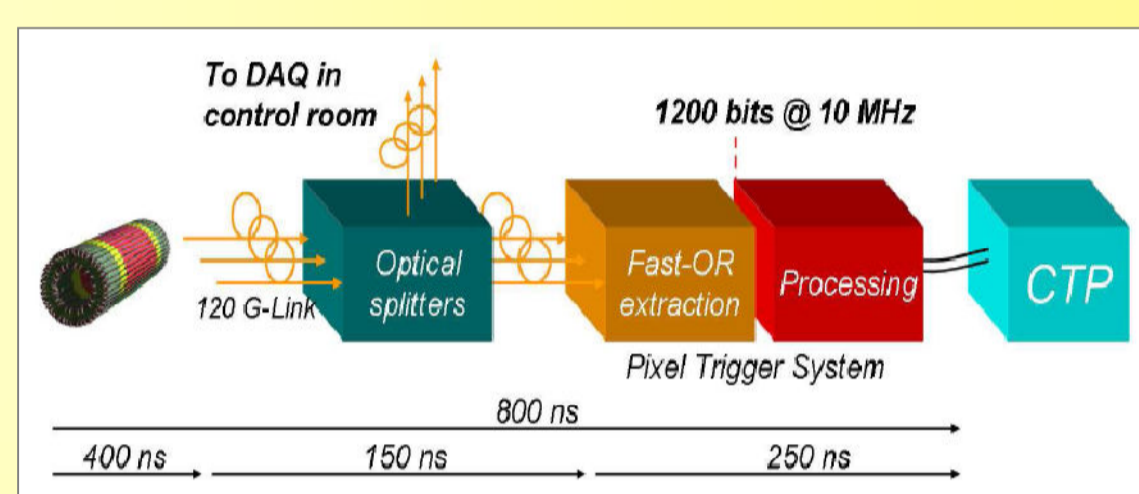 To DAQ in
control room
1200 bits @ 10 MHz
120 G-Link
Optical
splitters
Fast-OR
extraction
Processing
CTP
Pixel Trigger System
800 ns
400 ns
150 ns
250 ns